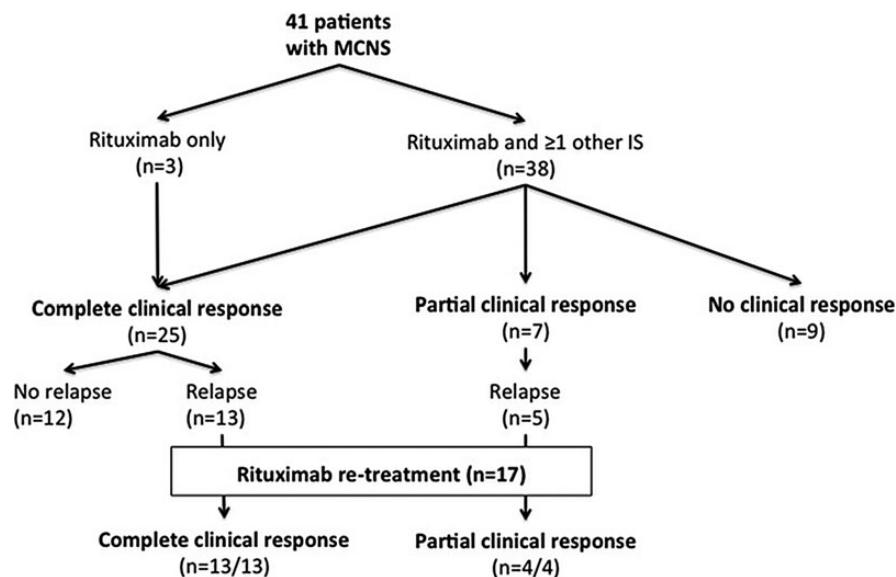 41 patients
with MCNS
Rituximab only
(n=3)
Rituximab and ≥1 other IS
(n=38)
Complete clinical response
(n=25)
Partial clinical response
(n=7)
No clinical response
(n=9)
No relapse
(n=12)
Relapse
(n=13)
Relapse
(n=5)
Rituximab re-treatment (n=17)
Complete clinical response
(n=13/13)
Partial clinical response
(n=4/4)